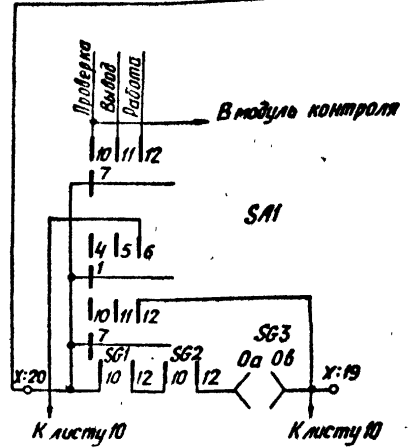 Проверка
Вывод
Работа
В модуль контроля
10 11 12
7
SA1
4 5 6
1
10 11 12
7
SG1 SG2 SG3
10 12 10 12 Оа Ов
X:20
X:19
К листу 10
К листу 10